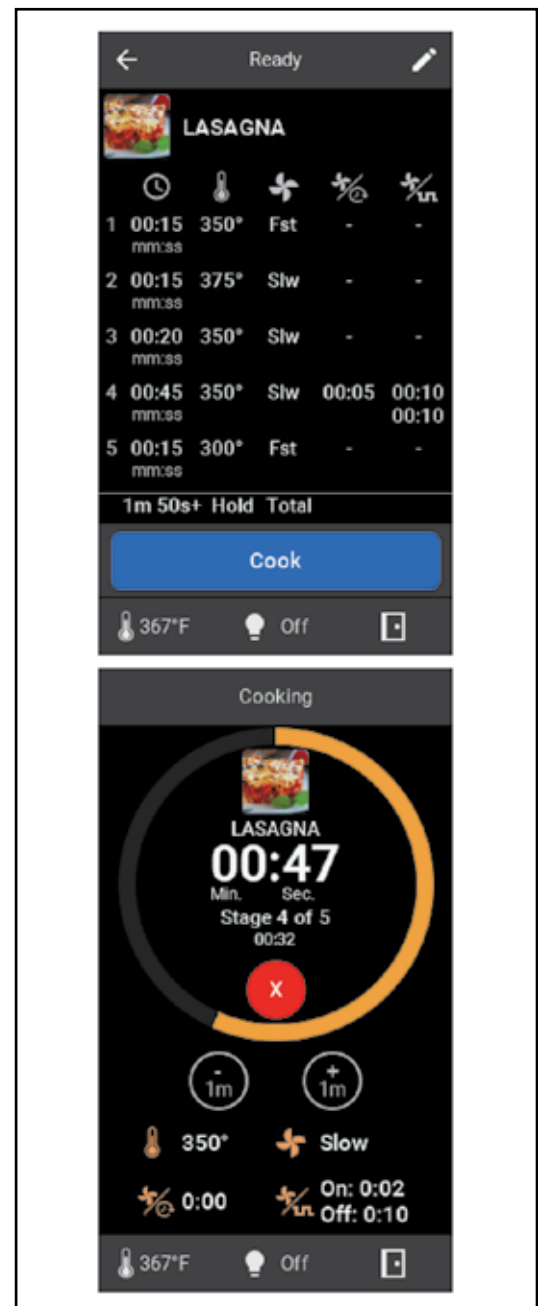 Ready
LASAGNA
1 00:15 350° Fst - -
mm:ss
2 00:15 375° Slw - -
mm:ss
3 00:20 350° Slw - -
mm:ss
4 00:45 350° Slw 00:05 00:10
mm:ss 00:10
5 00:15 300° Fst - -
mm:ss
1m 50s+ Hold Total
Cook
367°F Off
Cooking
LASAGNA
00:47
Min. Sec.
Stage 4 of 5
00:32
X
- +
1m 1m
350° Slow
0:00 On: 0:02
Off: 0:10
367°F Off